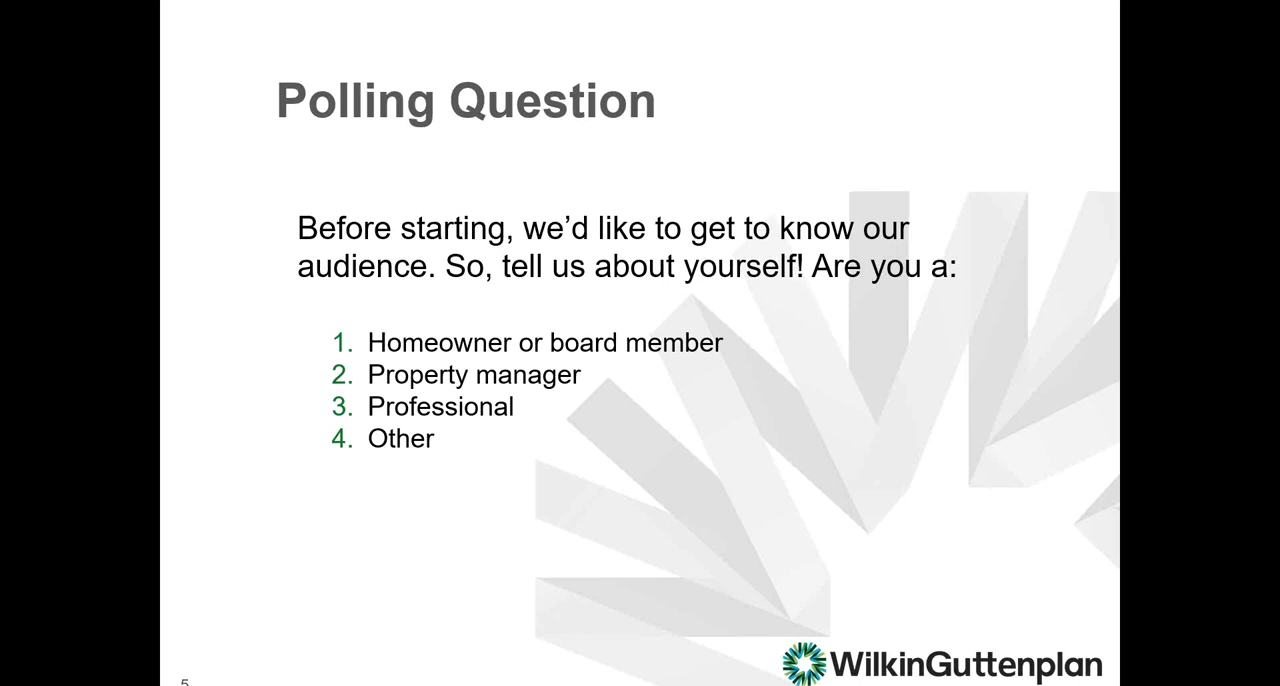 Polling Question
Before starting, we’d like to get to know our
audience. So, tell us about yourself! Are you a:
1. Homeowner or board member
2. Property manager
3. Professional
4. Other
WilkinGuttenplan
5